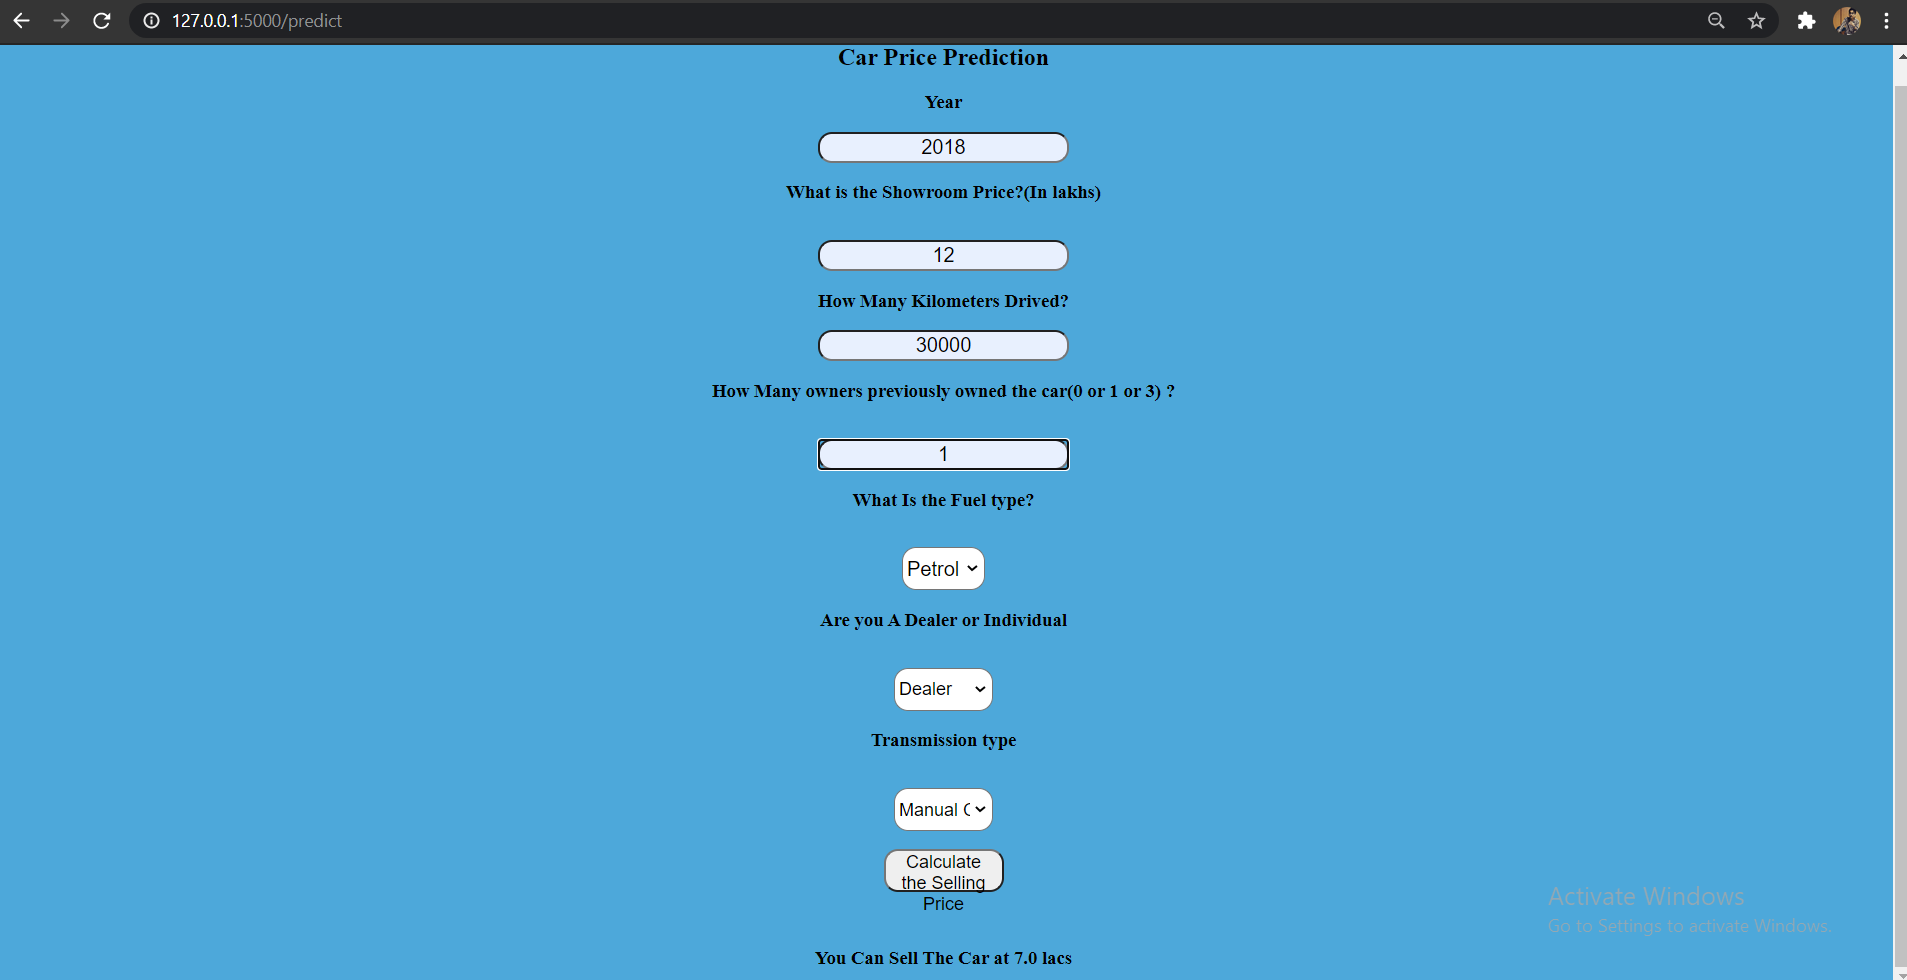 127.0.0.1:5000/predict
Car Price Prediction
Year
2018
What is the Showroom Price?(In lakhs)
12
How Many Kilometers Drived?
30000
How Many owners previously owned the car(0 or 1 or 3) ?
1
What Is the Fuel type?
Petrol
Are you A Dealer or Individual
Dealer
Transmission type
Manual
Calculate
the Selling
Price
You Can Sell The Car at 7.0 lacs
Activate Windows
Go to Settings to activate Windows.